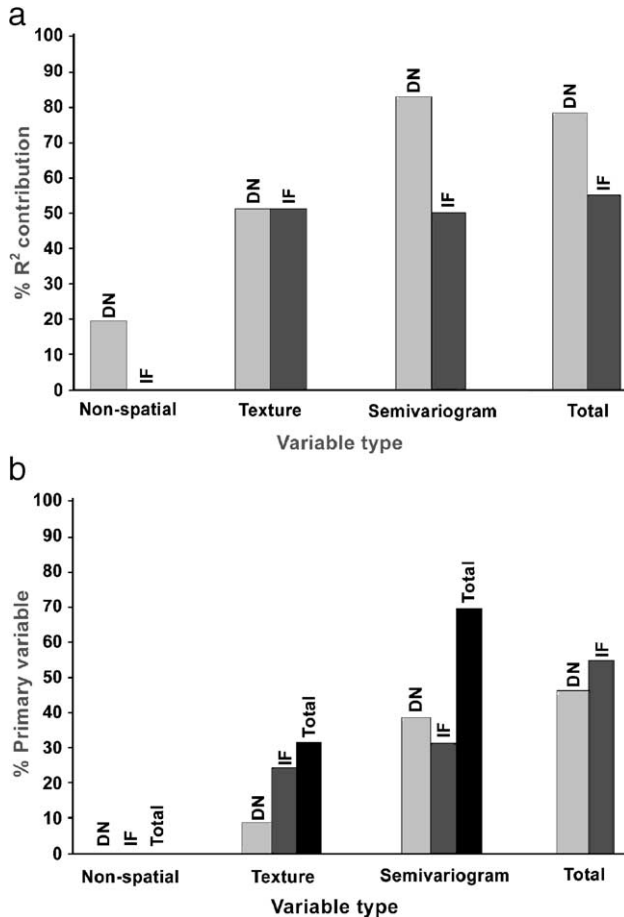 a
% R² contribution
100
90
80
70
60
50
40
30
20
10
0
DN
IF
DN
IF
DN
IF
DN
IF
Non-spatial
Texture
Semivariogram
Total
Variable type
b
% Primary variable
100
90
80
70
60
50
40
30
20
10
0
DN
IF
Total
DN
IF
Total
DN
IF
Total
DN
IF
Non-spatial
Texture
Semivariogram
Total
Variable type